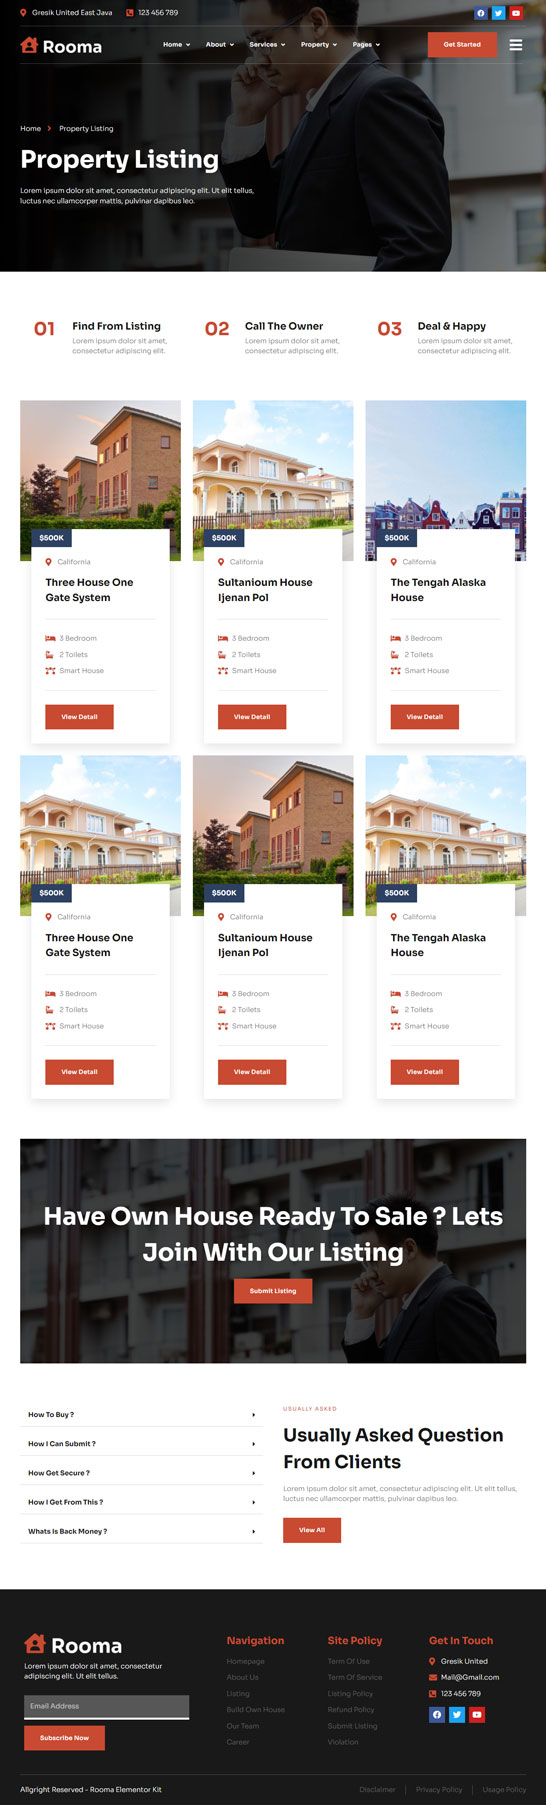 Gresik United East Java 123 456 789
Rooma Home About Services Property Pages Get Started
Home Property Listing
Property Listing
Lorem ipsum dolor sit amet, consectetur adipiscing elit. Ut elit tellus,
luctus nec ullamcorper mattis, pulvinar dapibus leo.
01 Find From Listing
Lorem ipsum dolor sit amet,
consectetur adipiscing elit.
02 Call The Owner
Lorem ipsum dolor sit amet,
consectetur adipiscing elit.
03 Deal & Happy
Lorem ipsum dolor sit amet,
consectetur adipiscing elit.
$500K
California
Three House One
Gate System
3 Bedroom
2 Toilets
Smart House
View Detail
$500K
California
Sultanioum House
Ijenan Pol
3 Bedroom
2 Toilets
Smart House
View Detail
$500K
California
The Tengah Alaska
House
3 Bedroom
2 Toilets
Smart House
View Detail
$500K
California
Three House One
Gate System
3 Bedroom
2 Toilets
Smart House
View Detail
$500K
California
Sultanioum House
Ijenan Pol
3 Bedroom
2 Toilets
Smart House
View Detail
$500K
California
The Tengah Alaska
House
3 Bedroom
2 Toilets
Smart House
View Detail
Have Own House Ready To Sale ? Lets
Join With Our Listing
Submit Listing
How To Buy ?
How I Can Submit ?
How Get Secure ?
How I Get From This ?
Whats Is Back Money ?
USUALLY ASKED
Usually Asked Question
From Clients
Lorem ipsum dolor sit amet, consectetur adipiscing elit. Ut elit tellus,
luctus nec ullamcorper mattis, pulvinar dapibus leo.
View All
Rooma
Lorem ipsum dolor sit amet, consectetur
adipiscing elit. Ut elit tellus.
Email Address
Subscribe Now
Navigation
Homepage
About Us
Listing
Build Own House
Our Team
Career
Site Policy
Term Of Use
Term Of Service
Listing Policy
Refund Policy
Submit Listing
Violation
Get In Touch
Gresik United
Mail@Gmail.com
123 456 789
Allgright Reserved - Rooma Elementor Kit
Disclaimer Privacy Policy Usage Policy